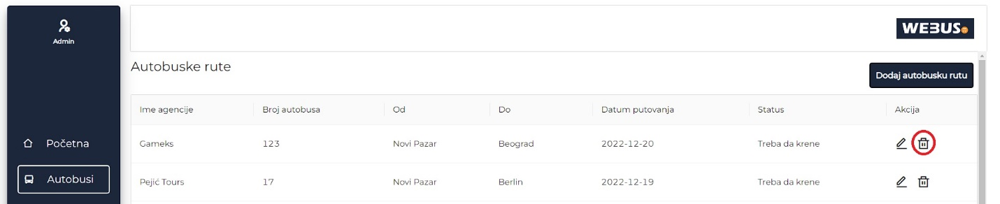 WEBUS
Admin
Autobuske rute
Dodaj autobusku rutu
Ime agencije Broj autobusa Od Do Datum putovanja Status Akcija
Početna
Gameks 123 Novi Pazar Beograd 2022-12-20 Treba da krene
Autobusi
Pejić Tours 17 Novi Pazar Berlin 2022-12-19 Treba da krene